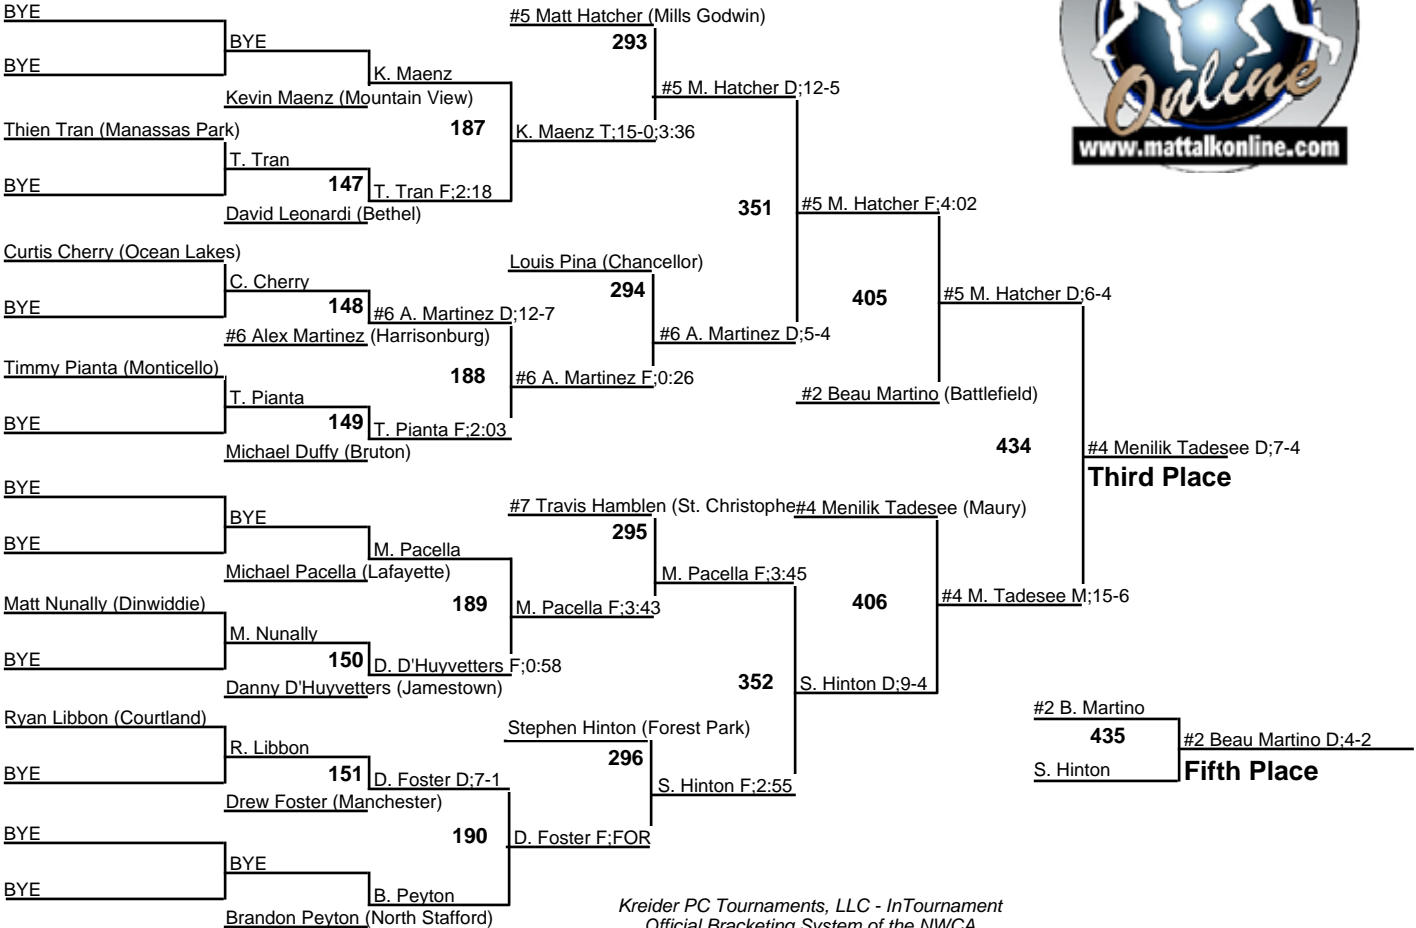 BYE
#5 Matt Hatcher (Mills Godwin)
BYE
293
BYE
K. Maenz
#5 M. Hatcher D;12-5
Kevin Maenz (Mountain View)
Online
Thien Tran (Manassas Park)
187
K. Maenz T;15-0;3:36
www.mattalkonline.com
T. Tran
BYE
147
T. Tran F;2:18
David Leonardi (Bethel)
351
#5 M. Hatcher F;4:02
Curtis Cherry (Ocean Lakes)
Louis Pina (Chancellor)
C. Cherry
294
405
#5 M. Hatcher D;6-4
BYE
148
#6 A. Martinez D;12-7
#6 Alex Martinez (Harrisonburg)
#6 A. Martinez D;5-4
Timmy Pianta (Monticello)
188
#6 A. Martinez F;0:26
T. Pianta
#2 Beau Martino (Battlefield)
BYE
149
T. Pianta F;2:03
Michael Duffy (Bruton)
434
#4 Menilik Tadesee D;7-4
Third Place
BYE
#7 Travis Hamblen (St. Christophe
#4 Menilik Tadesee (Maury)
BYE
295
BYE
M. Pacella
Michael Pacella (Lafayette)
M. Pacella F;3:45
Matt Nunally (Dinwiddie)
189
M. Pacella F;3:43
406
#4 M. Tadesee M;15-6
M. Nunally
BYE
150
D. D'Huyvetters F;0:58
Danny D'Huyvetters (Jamestown)
352
S. Hinton D;9-4
Ryan Libbon (Courtland)
Stephen Hinton (Forest Park)
#2 B. Martino
R. Libbon
296
435
#2 Beau Martino D;4-2
BYE
151
D. Foster D;7-1
S. Hinton
Fifth Place
Drew Foster (Manchester)
S. Hinton F;2:55
BYE
190
D. Foster F;FOR
BYE
BYE
B. Peyton
Brandon Peyton (North Stafford)
Kreider PC Tournaments, LLC - InTournament
Official Bracketing System of the NWCA